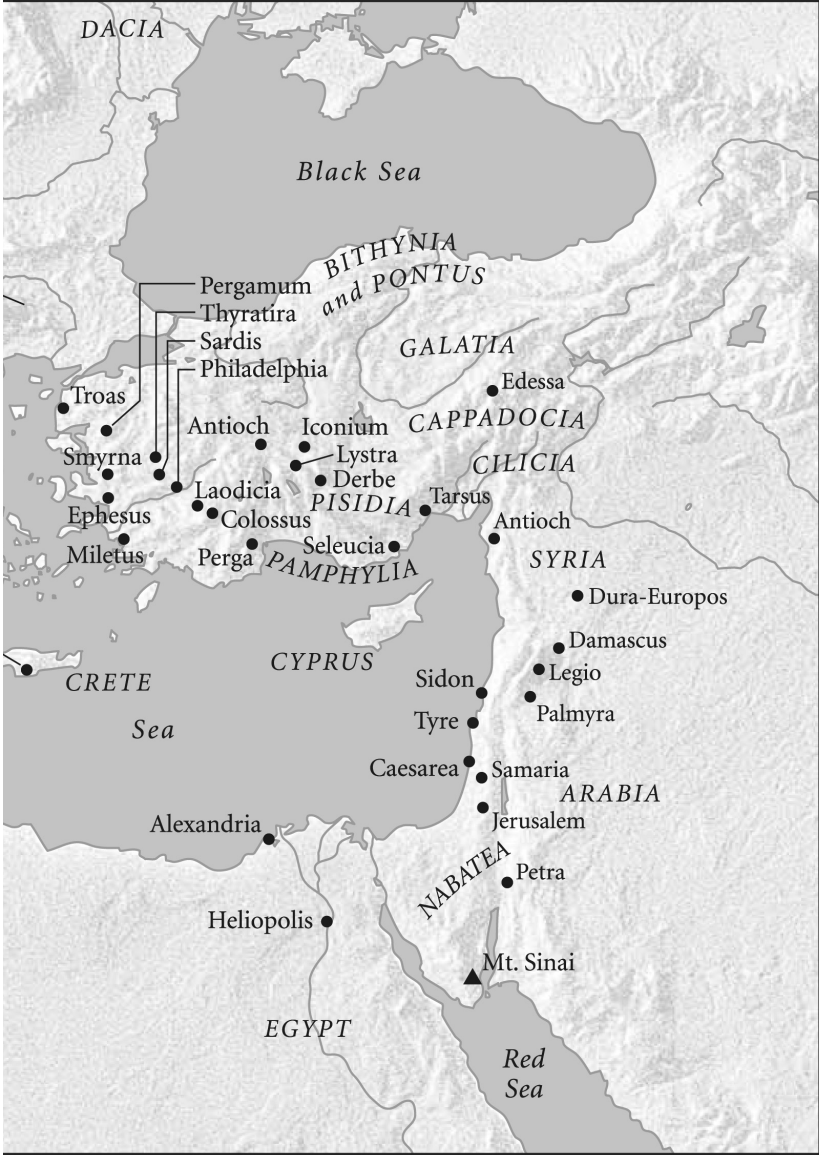 DACIA
Black Sea
BITHYNIA
and PONTUS
Pergamum
Thyratira
Sardis
Philadelphia
GALATIA
Troas
Edessa
Antioch
Iconium
CAPPADOCIA
Smyrna
Lystra
CILICIA
Derbe
Laodicia
PISIDIA
Tarsus
Ephesus
Colossus
Antioch
Miletus
Perga
Seleucia
PAMPHYLIA
SYRIA
Dura-Europos
Damascus
CYPRUS
Legio
CRETE
Sidon
Palmyra
Sea
Tyre
Caesarea
Samaria
ARABIA
Alexandria
Jerusalem
NABATEA
Petra
Heliopolis
Mt. Sinai
EGYPT
Red
Sea